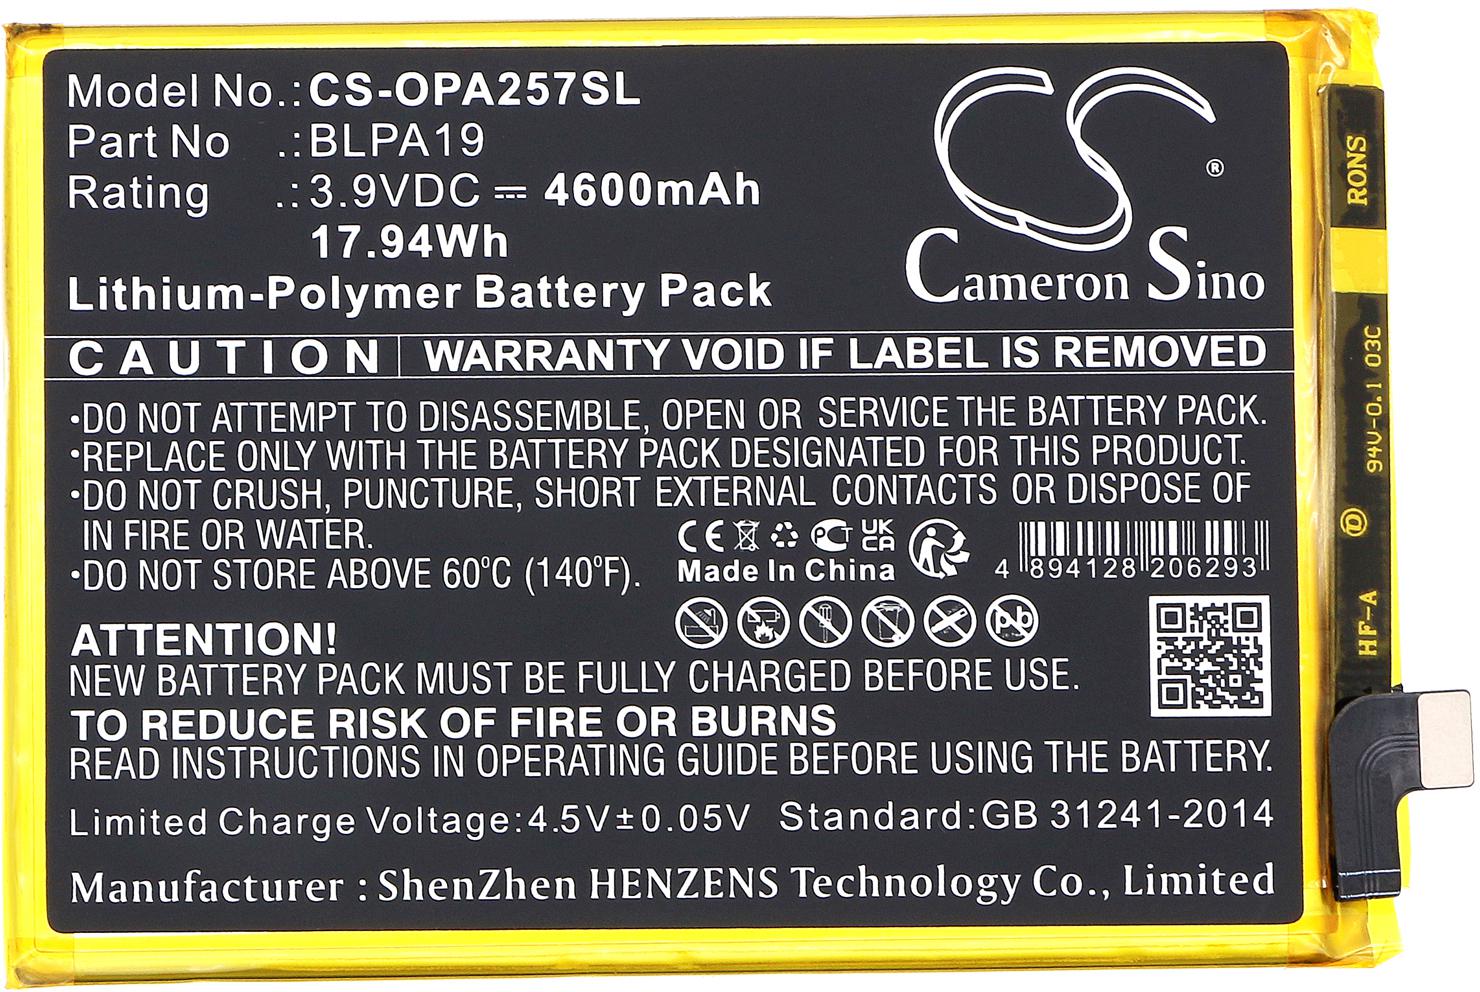 Model No.:CS-OPA257SL
Part No .:BLPA19
Rating .:3.9VDC ⎓ 4600mAh
17.94Wh
Lithium-Polymer Battery Pack
CS
®
Cameron Sino
CAUTION WARRANTY VOID IF LABEL IS REMOVED
•DO NOT ATTEMPT TO DISASSEMBLE, OPEN OR SERVICE THE BATTERY PACK.
•REPLACE ONLY WITH THE BATTERY PACK DESIGNATED FOR THIS PRODUCT.
•DO NOT CRUSH, PUNCTURE, SHORT EXTERNAL CONTACTS OR DISPOSE OF
IN FIRE OR WATER.
•DO NOT STORE ABOVE 60°C (140°F).
CE PCT UKCA
Made In China
4 894128 206293
Pb
ATTENTION!
NEW BATTERY PACK MUST BE FULLY CHARGED BEFORE USE.
TO REDUCE RISK OF FIRE OR BURNS
READ INSTRUCTIONS IN OPERATING GUIDE BEFORE USING THE BATTERY.
Limited Charge Voltage:4.5V±0.05V Standard:GB 31241-2014
Manufacturer : ShenZhen HENZENS Technology Co., Limited
RONS
94V-0.1 03C
HF-A